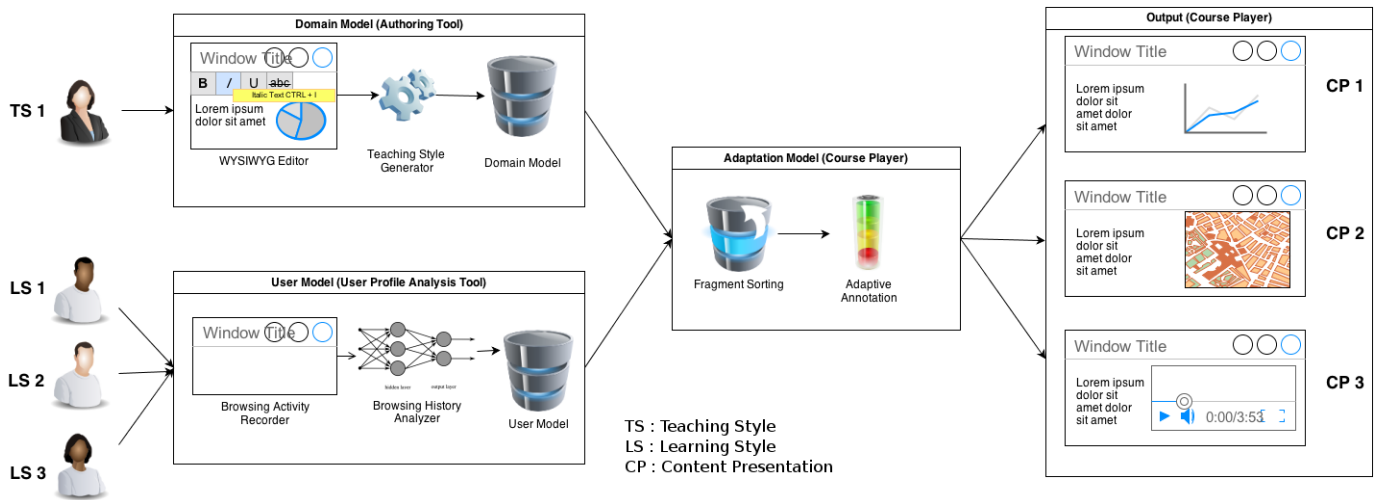 Domain Model (Authoring Tool)
TS 1
Window Title
B
I
U
abc
Italic Text CTRL + I
Lorem ipsum
dolor sit amet
WYSIWYG Editor
Teaching Style
Generator
Domain Model
User Model (User Profile Analysis Tool)
LS 1
LS 2
LS 3
Window Title
hidden layer
output layer
Browsing Activity
Recorder
Browsing History
Analyzer
User Model
Adaptation Model (Course Player)
Fragment Sorting
Adaptive
Annotation
TS : Teaching Style
LS : Learning Style
CP : Content Presentation
Output (Course Player)
Window Title
Lorem ipsum
dolor sit
amet dolor
sit amet
CP 1
Window Title
Lorem ipsum
dolor sit
amet dolor
sit amet
CP 2
Window Title
Lorem ipsum
dolor sit
amet dolor
sit amet
0:00/3:53
CP 3